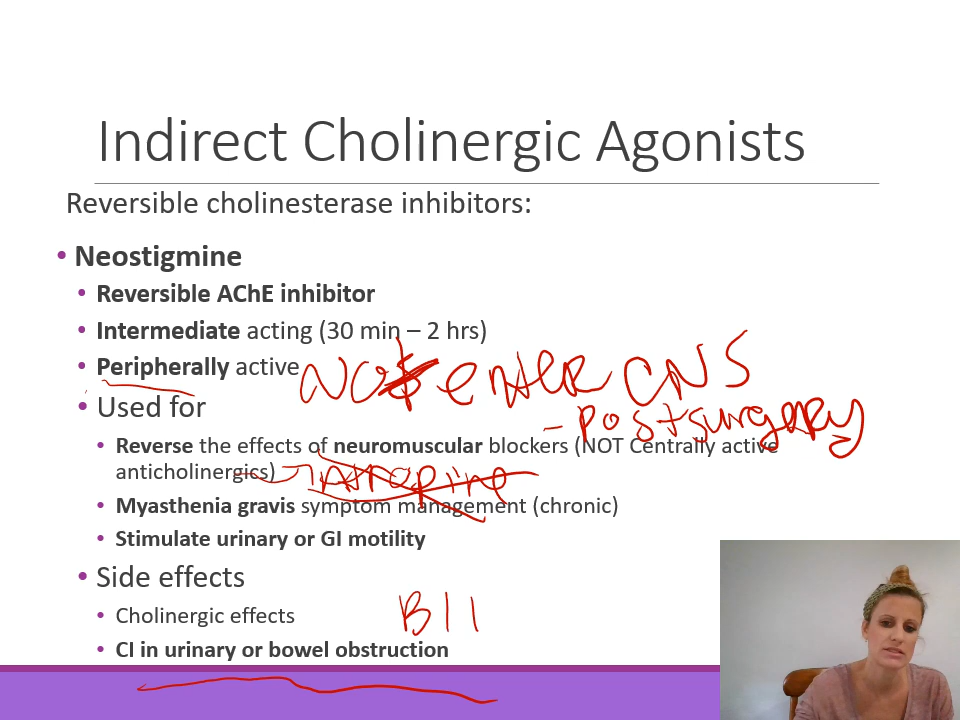 Indirect Cholinergic Agonists
Reversible cholinesterase inhibitors:
• Neostigmine
• Reversible AChE inhibitor
• Intermediate acting (30 min – 2 hrs)
• Peripherally active
NOT ENTER CNS
• Used for
- POST SURGERY
• Reverse the effects of neuromuscular blockers (NOT Centrally active
anticholinergics)
ATROPINE
• Myasthenia gravis symptom management (chronic)
• Stimulate urinary or GI motility
• Side effects
• Cholinergic effects
• CI in urinary or bowel obstruction